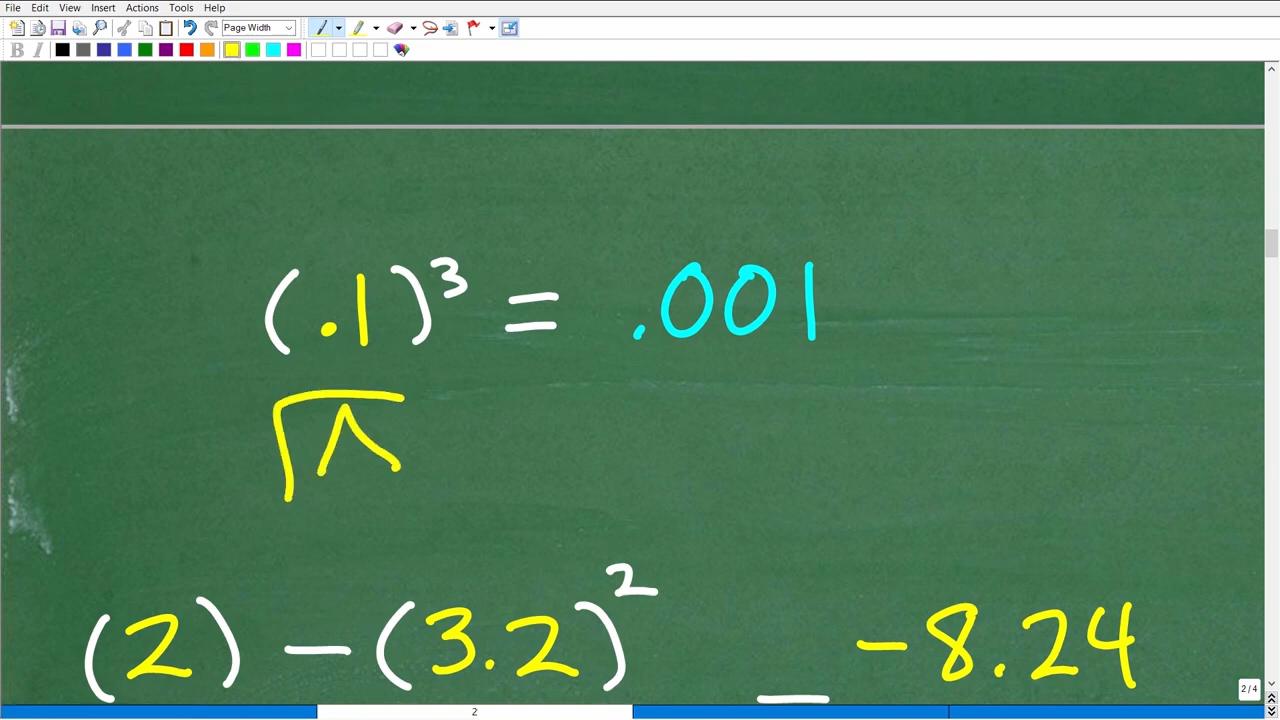 File Edit View Insert Actions Tools Help
Page Width
B I
(.1)³ = .001
(2) - (3.2)² = -8.24
2 / 4
2